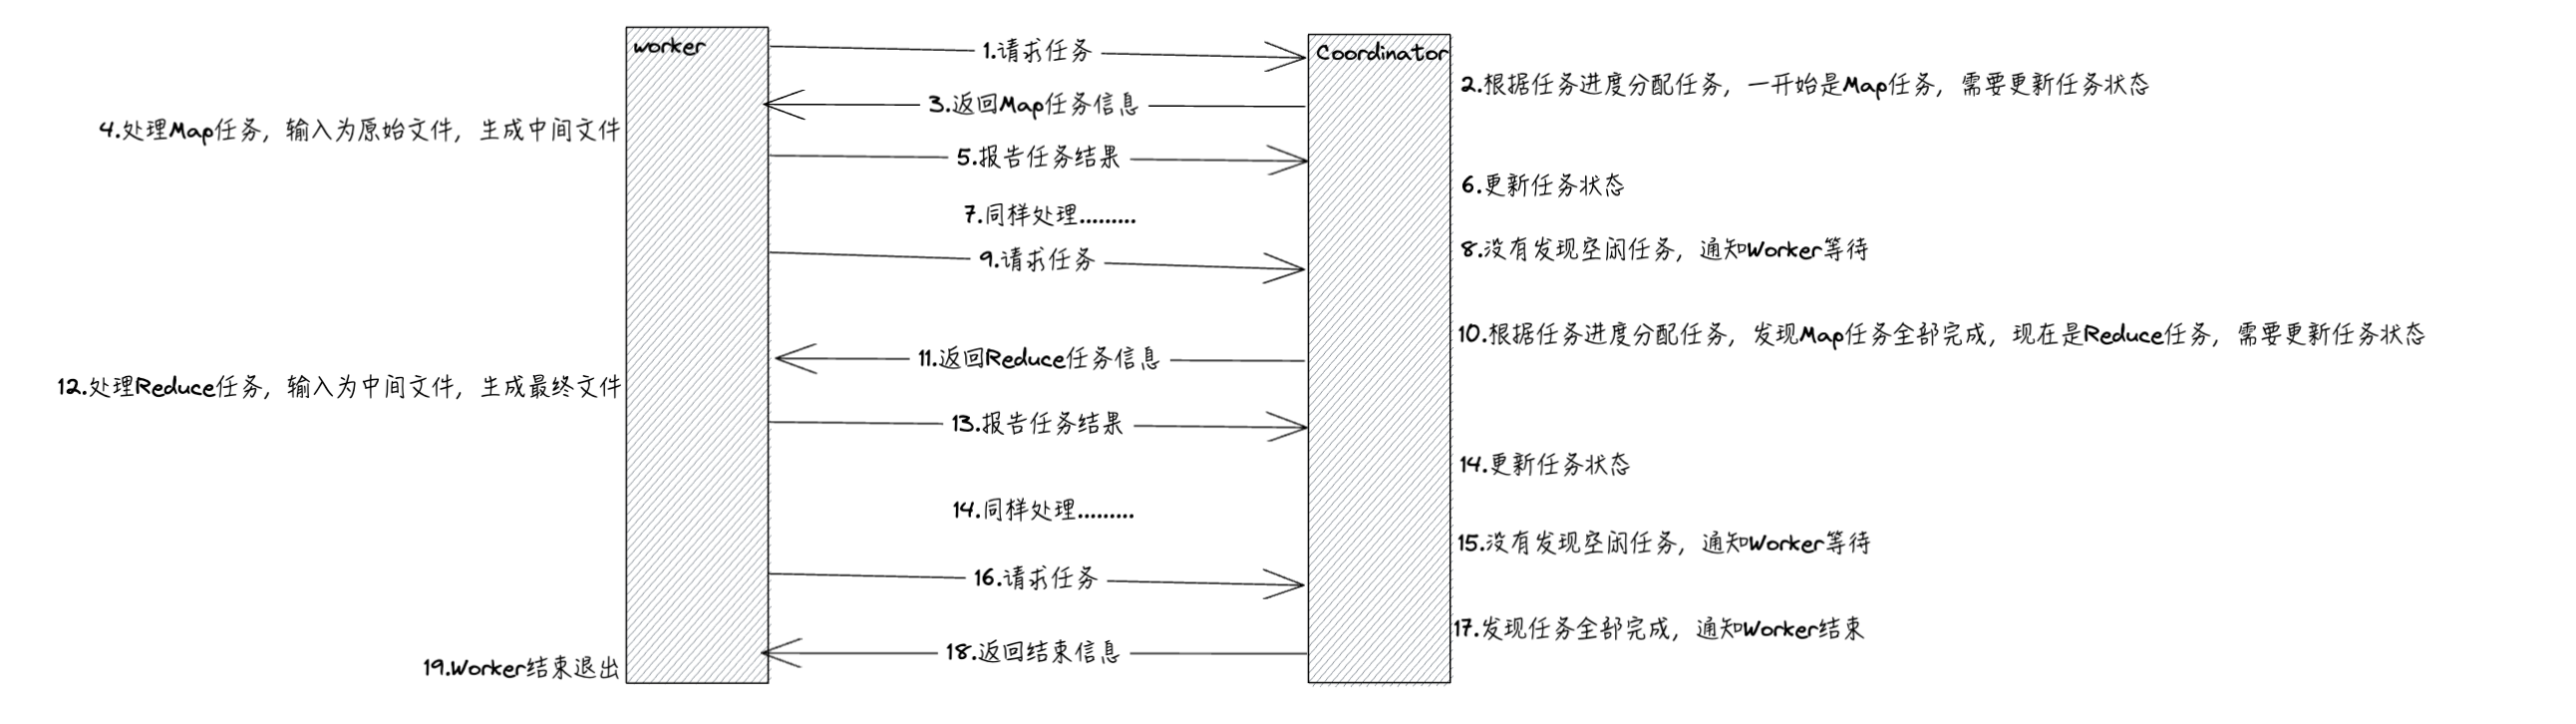 worker
Coordinator
1.请求任务
2.根据任务进度分配任务，一开始是Map任务，需要更新任务状态
3.返回Map任务信息
4.处理Map任务，输入为原始文件，生成中间文件
5.报告任务结果
6.更新任务状态
7.同样处理.........
8.没有发现空闲任务，通知Worker等待
9.请求任务
10.根据任务进度分配任务，发现Map任务全部完成，现在是Reduce任务，需要更新任务状态
11.返回Reduce任务信息
12.处理Reduce任务，输入为中间文件，生成最终文件
13.报告任务结果
14.更新任务状态
14.同样处理.........
15.没有发现空闲任务，通知Worker等待
16.请求任务
17.发现任务全部完成，通知Worker结束
18.返回结束信息
19.Worker结束退出